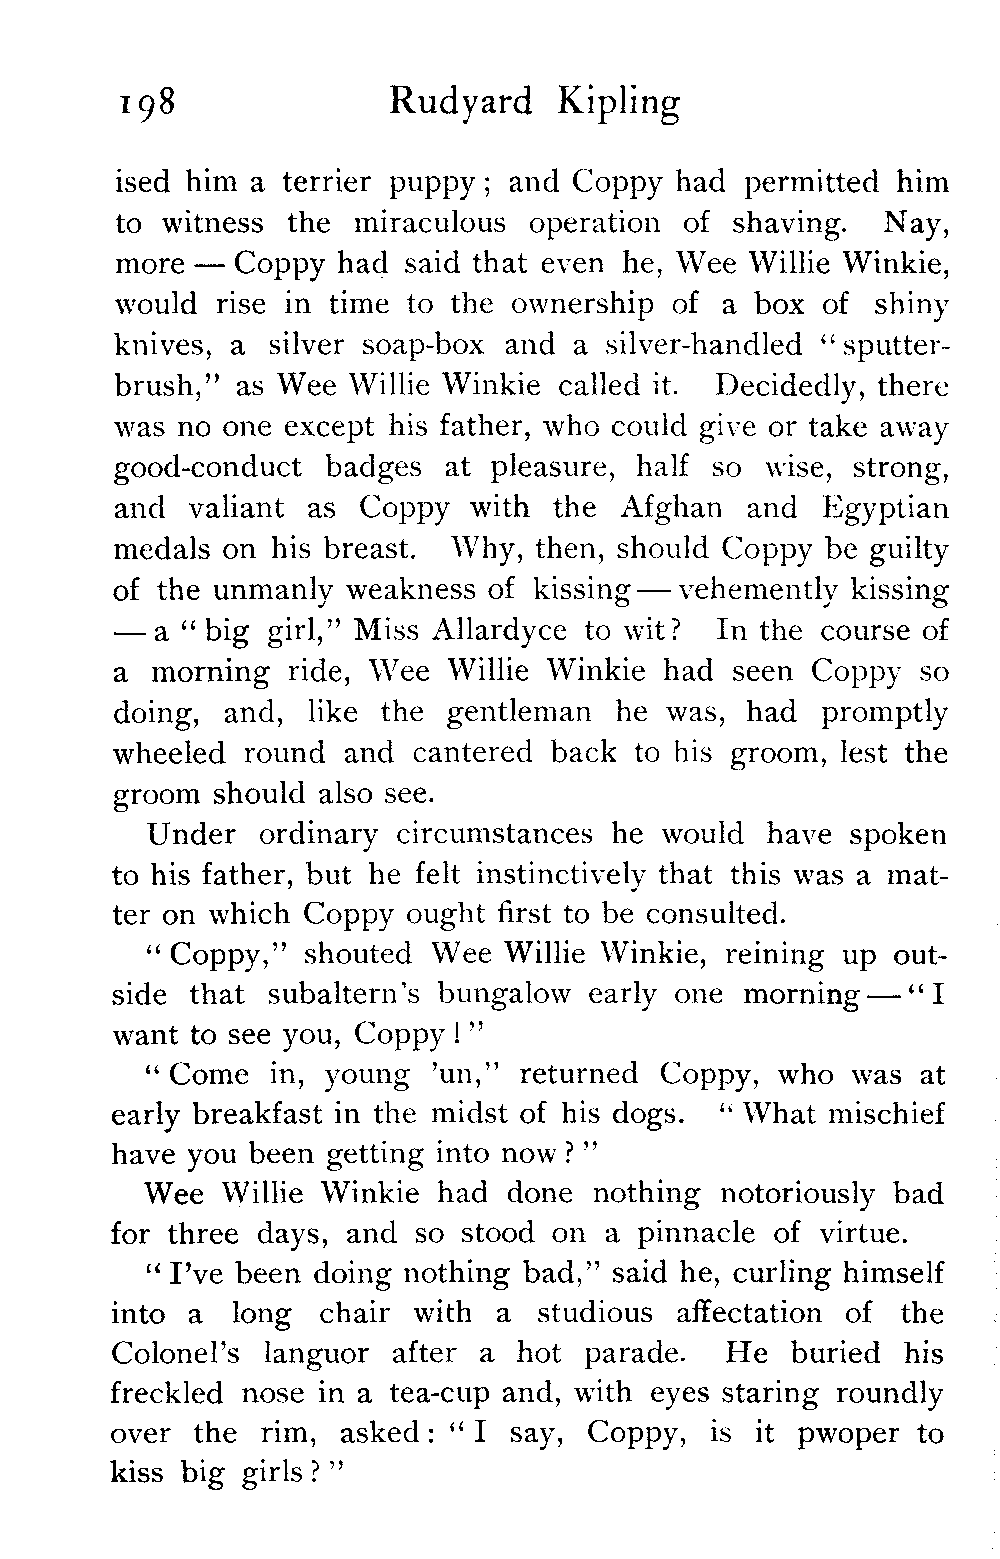 198 Rudyard Kipling
ised him a terrier puppy; and Coppy had permitted him
to witness the miraculous operation of shaving. Nay,
more — Coppy had said that even he, Wee Willie Winkie,
would rise in time to the ownership of a box of shiny
knives, a silver soap-box and a silver-handled "sputter-
brush," as Wee Willie Winkie called it. Decidedly, there
was no one except his father, who could give or take away
good-conduct badges at pleasure, half so wise, strong,
and valiant as Coppy with the Afghan and Egyptian
medals on his breast. Why, then, should Coppy be guilty
of the unmanly weakness of kissing — vehemently kissing
— a "big girl," Miss Allardyce to wit? In the course of
a morning ride, Wee Willie Winkie had seen Coppy so
doing, and, like the gentleman he was, had promptly
wheeled round and cantered back to his groom, lest the
groom should also see.
Under ordinary circumstances he would have spoken
to his father, but he felt instinctively that this was a mat-
ter on which Coppy ought first to be consulted.
"Coppy," shouted Wee Willie Winkie, reining up out-
side that subaltern's bungalow early one morning — "I
want to see you, Coppy!"
"Come in, young 'un," returned Coppy, who was at
early breakfast in the midst of his dogs. "What mischief
have you been getting into now?"
Wee Willie Winkie had done nothing notoriously bad
for three days, and so stood on a pinnacle of virtue.
"I've been doing nothing bad," said he, curling himself
into a long chair with a studious affectation of the
Colonel's languor after a hot parade. He buried his
freckled nose in a tea-cup and, with eyes staring roundly
over the rim, asked: "I say, Coppy, is it pwoper to
kiss big girls?"